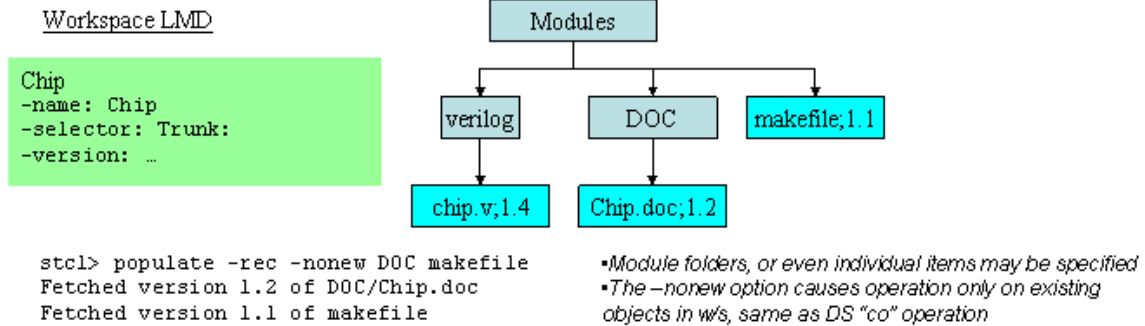 Workspace LMD
Modules
Chip
-name: Chip
-selector: Trunk:
-version: …
verilog
DOC
makefile;1.1
chip.v;1.4
Chip.doc;1.2
stcl> populate -rec -nonew DOC makefile
Fetched version 1.2 of DOC/Chip.doc
Fetched version 1.1 of makefile
▪Module folders, or even individual items may be specified
▪The –nonew option causes operation only on existing
objects in w/s, same as DS "co" operation